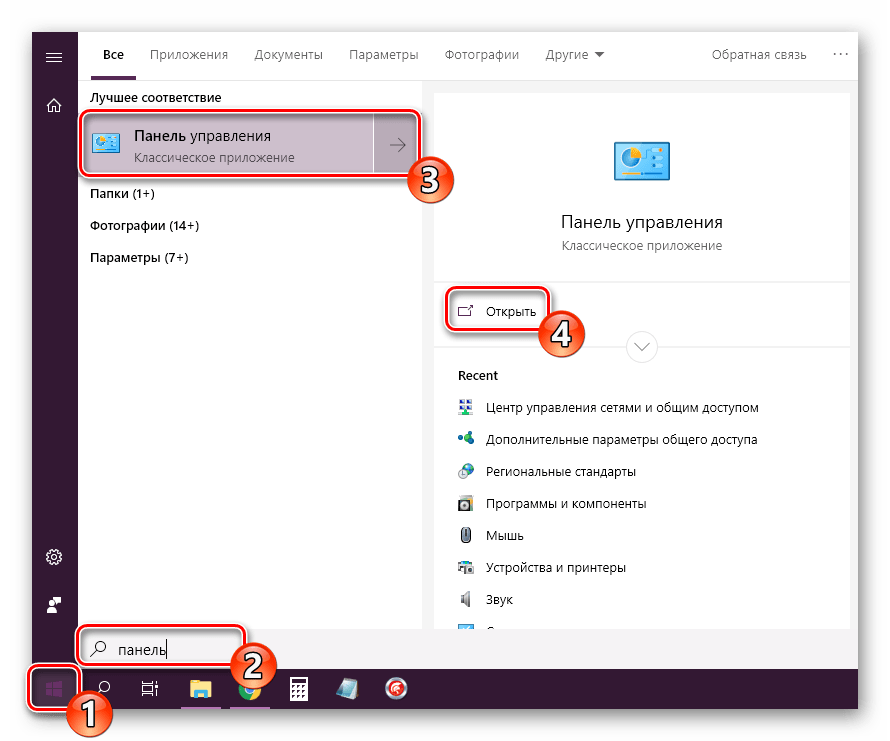 Все Приложения Документы Параметры Фотографии Другие Обратная связь ...
Лучшее соответствие
Панель управления
Классическое приложение
3
Папки (1+)
Фотографии (14+)
Параметры (7+)
Панель управления
Классическое приложение
Открыть
4
Recent
Центр управления сетями и общим доступом
Дополнительные параметры общего доступа
Региональные стандарты
Программы и компоненты
Мышь
Устройства и принтеры
Звук
панель
2
1